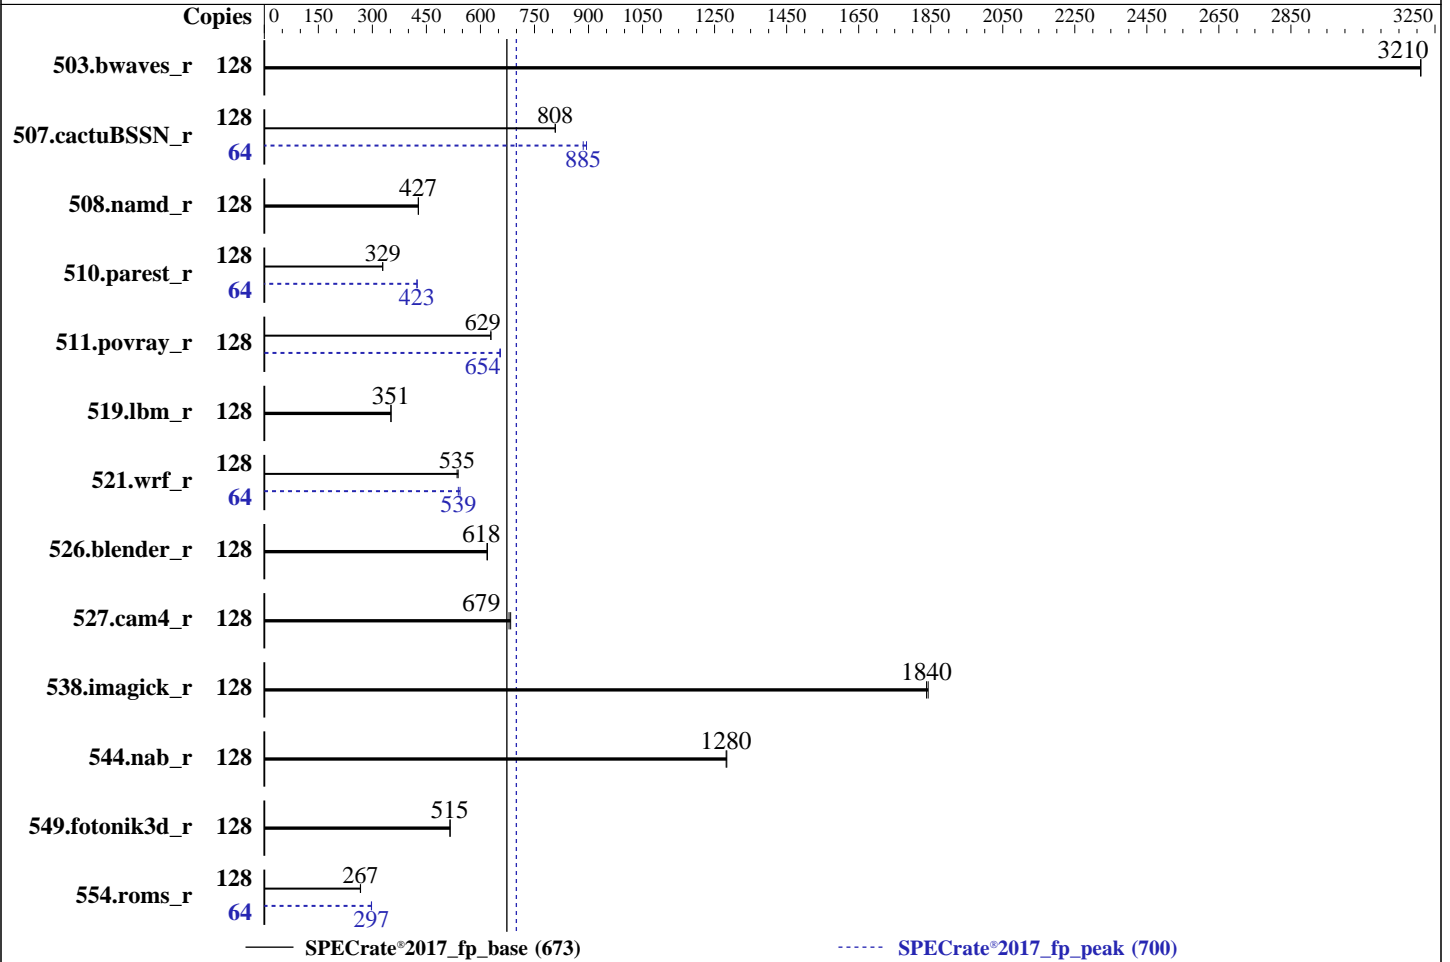 Copies 0 150 300 450 600 750 900 1050 1250 1450 1650 1850 2050 2250 2450 2650 2850 3250
503.bwaves_r 128 3210
507.cactuBSSN_r 128 808
64 885
508.namd_r 128 427
510.parest_r 128 329
64 423
511.povray_r 128 629
654
519.lbm_r 128 351
521.wrf_r 128 535
64 539
526.blender_r 128 618
527.cam4_r 128 679
538.imagick_r 128 1840
544.nab_r 128 1280
549.fotonik3d_r 128 515
554.roms_r 128 267
64 297
SPECrate®2017_fp_base (673) SPECrate®2017_fp_peak (700)